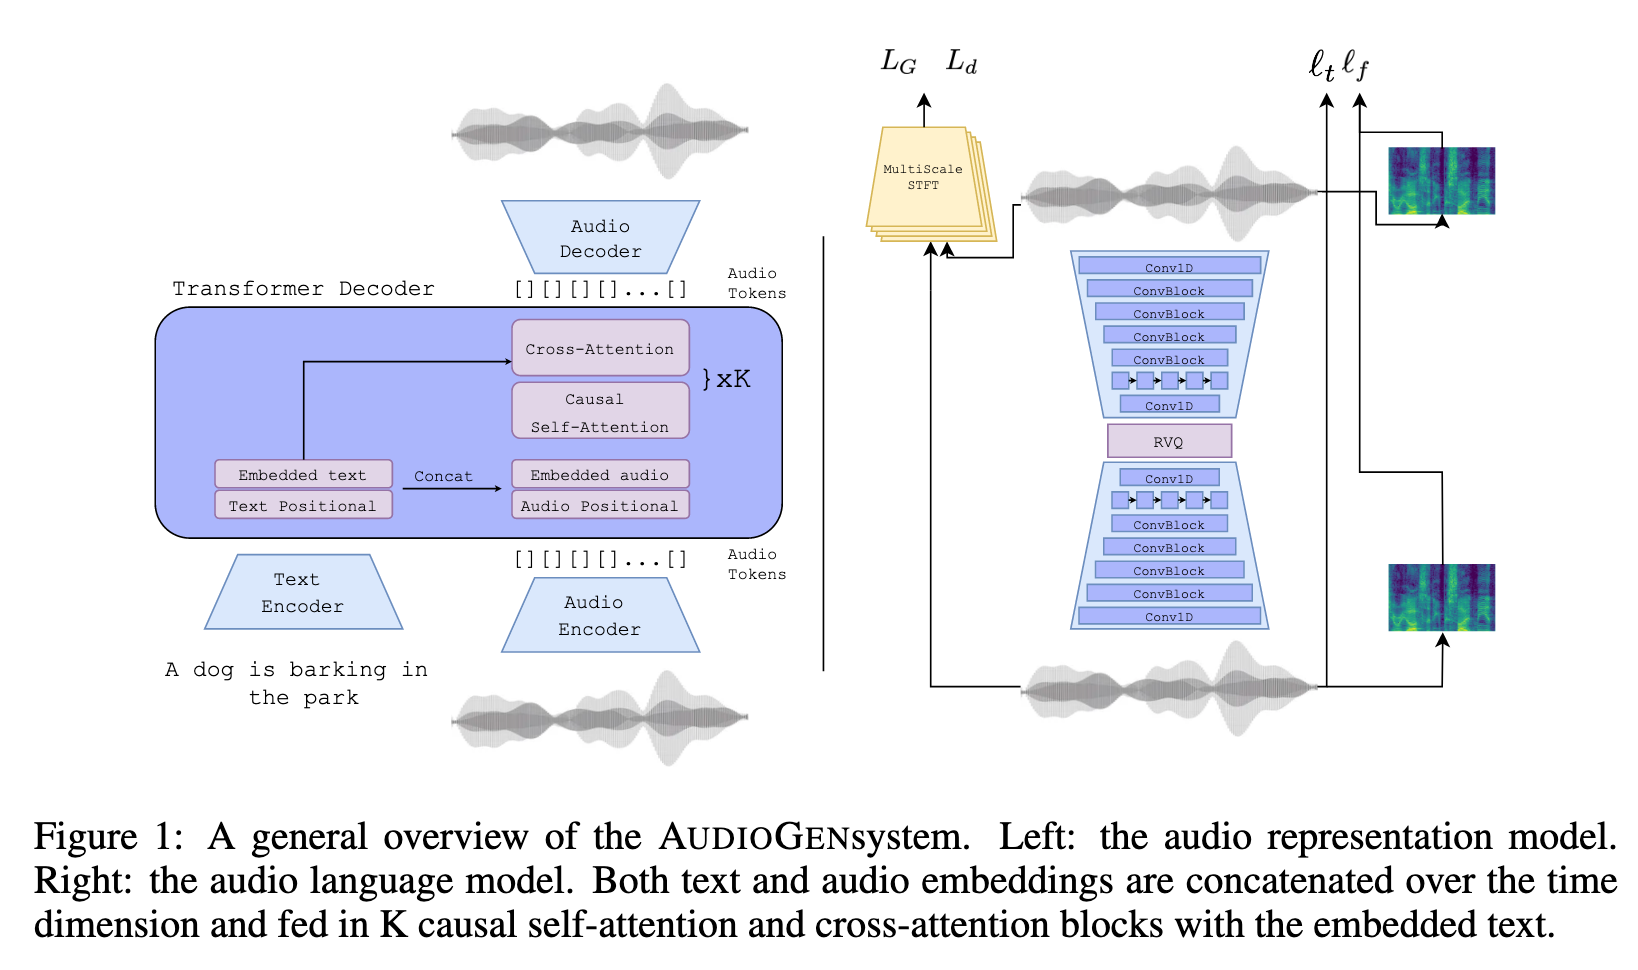 L_G L_d
ℓ_t ℓ_f
MultiScale
STFT
Audio
Decoder
Transformer Decoder
[][][][]...[]
Audio
Tokens
Cross-Attention
}xK
Causal
Self-Attention
Embedded text
Concat
Embedded audio
Text Positional
Audio Positional
[][][][]...[]
Audio
Tokens
Text
Encoder
Audio
Encoder
A dog is barking in
the park
Conv1D
ConvBlock
ConvBlock
ConvBlock
ConvBlock
Conv1D
RVQ
Conv1D
ConvBlock
ConvBlock
ConvBlock
ConvBlock
Conv1D
Figure 1: A general overview of the AUDIOGENsystem. Left: the audio representation model.
Right: the audio language model. Both text and audio embeddings are concatenated over the time
dimension and fed in K causal self-attention and cross-attention blocks with the embedded text.